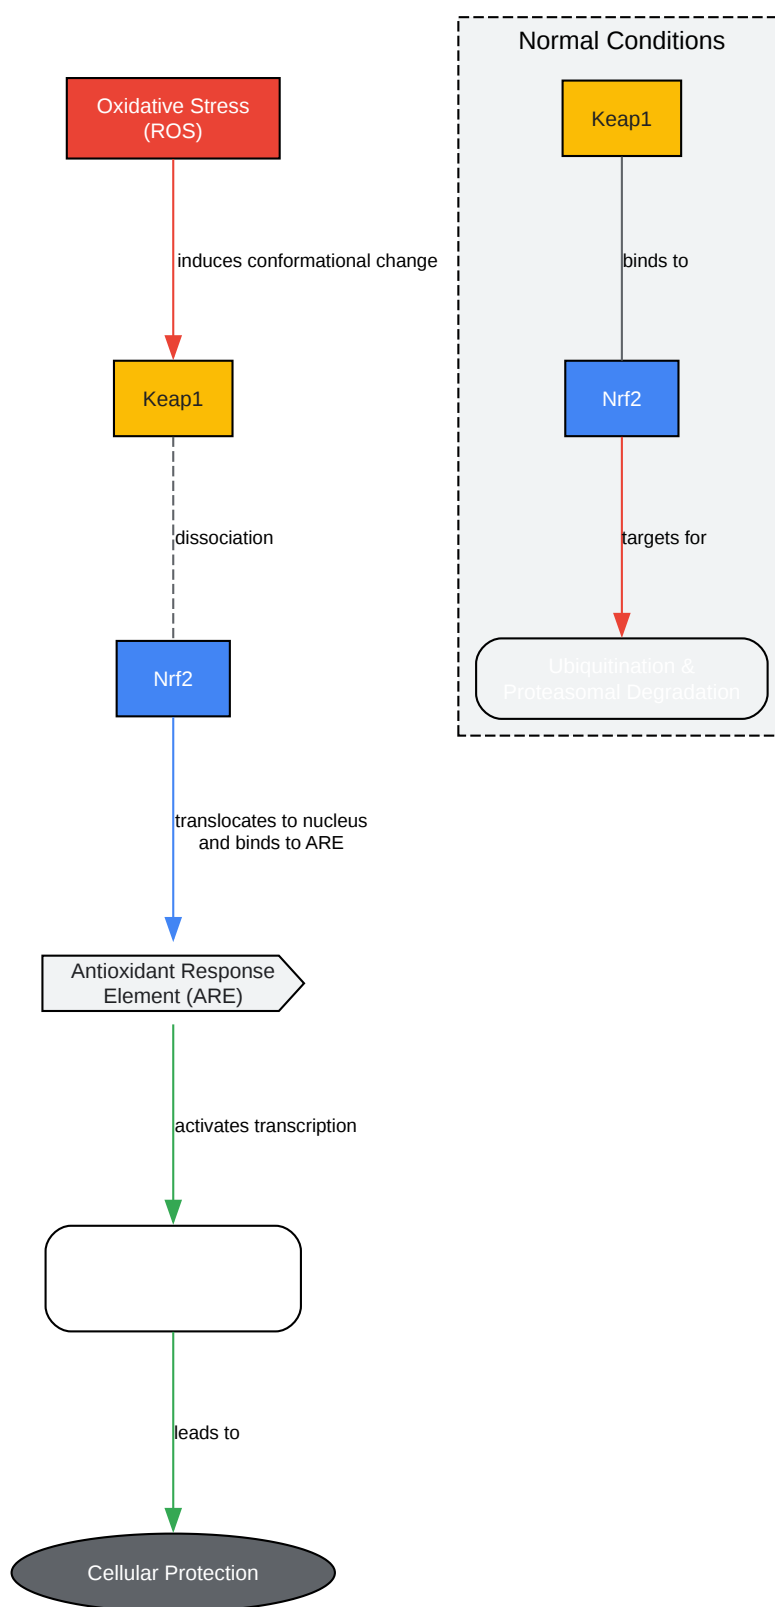 Oxidative Stress
(ROS)
induces conformational change
Keap1
dissociation
Nrf2
translocates to nucleus
and binds to ARE
Antioxidant Response
Element (ARE)
activates transcription
leads to
Cellular Protection
Normal Conditions
Keap1
binds to
Nrf2
targets for
Ubiquitination &
Proteasomal Degradation